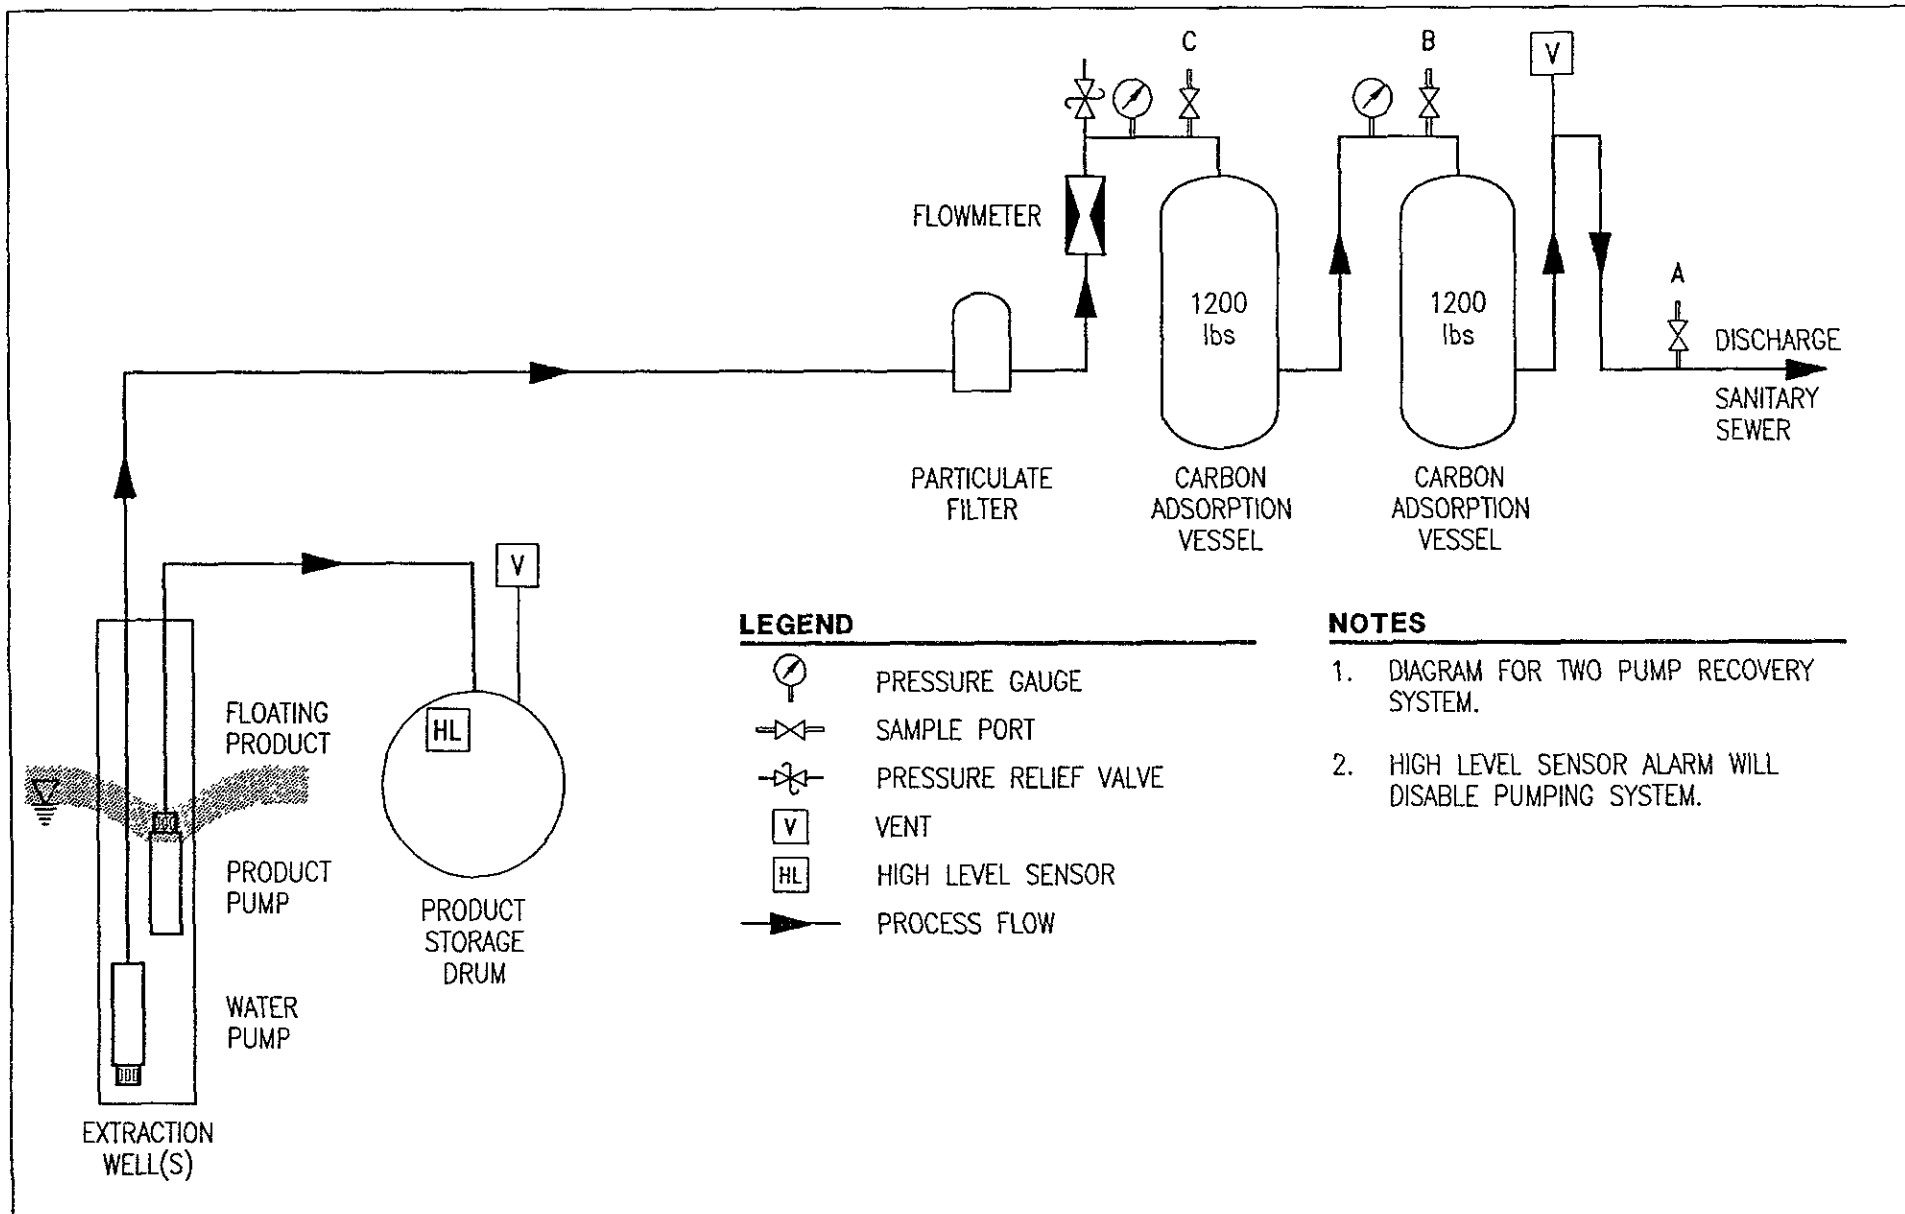 C
B
V
FLOWMETER
1200
lbs
1200
lbs
A
DISCHARGE
SANITARY
SEWER
PARTICULATE
FILTER
CARBON
ADSORPTION
VESSEL
CARBON
ADSORPTION
VESSEL
V
HL
FLOATING
PRODUCT
PRODUCT
PUMP
PRODUCT
STORAGE
DRUM
WATER
PUMP
EXTRACTION
WELL(S)
LEGEND
PRESSURE GAUGE
SAMPLE PORT
PRESSURE RELIEF VALVE
V VENT
HL HIGH LEVEL SENSOR
PROCESS FLOW
NOTES
1. DIAGRAM FOR TWO PUMP RECOVERY
SYSTEM.
2. HIGH LEVEL SENSOR ALARM WILL
DISABLE PUMPING SYSTEM.